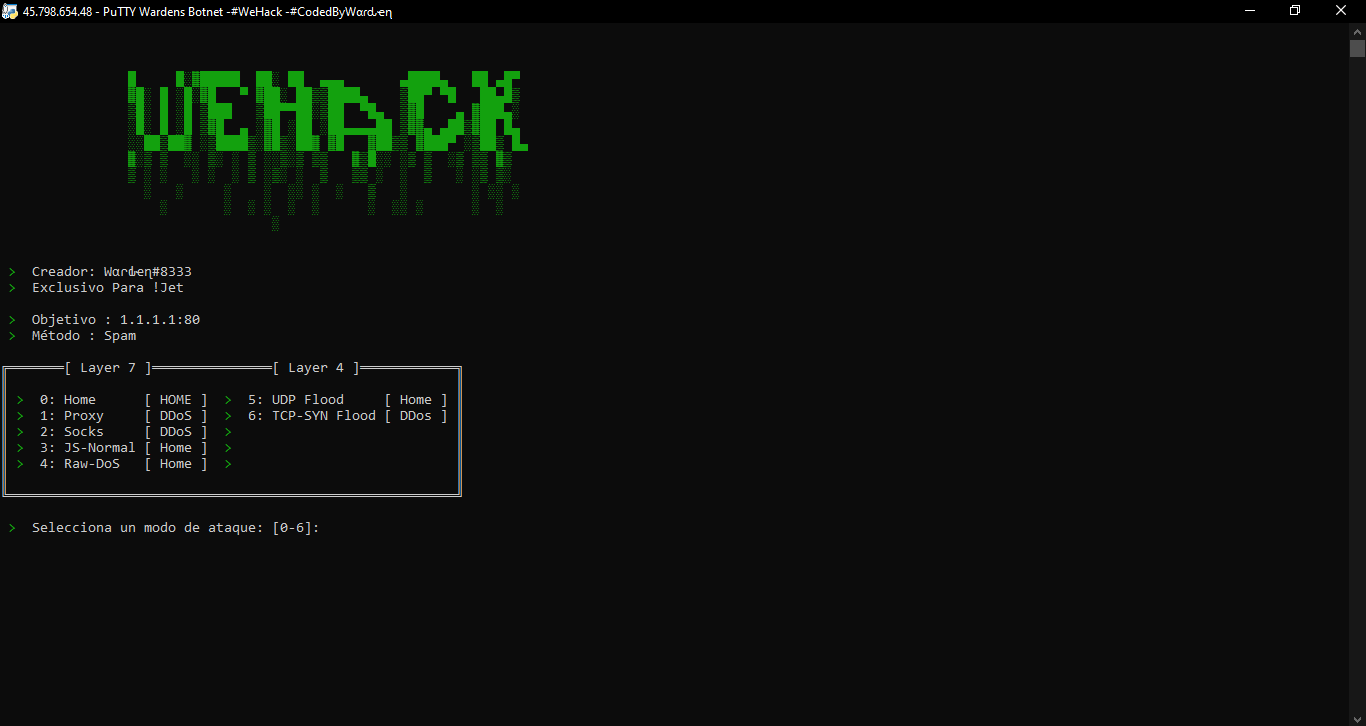 45.798.654.48 - PuTTY Wardens Botnet -#WeHack -#CodedByWαɾԃҽɳ
WEHACK
> Creador: Wαɾԃҽɳ#8333
> Exclusivo Para !Jet
> Objetivo : 1.1.1.1:80
> Método : Spam
[ Layer 7 ] [ Layer 4 ]
> 0: Home [ HOME ] > 5: UDP Flood [ Home ]
> 1: Proxy [ DDoS ] > 6: TCP-SYN Flood [ DDos ]
> 2: Socks [ DDoS ] >
> 3: JS-Normal [ Home ] >
> 4: Raw-DoS [ Home ] >
> Selecciona un modo de ataque: [0-6]: